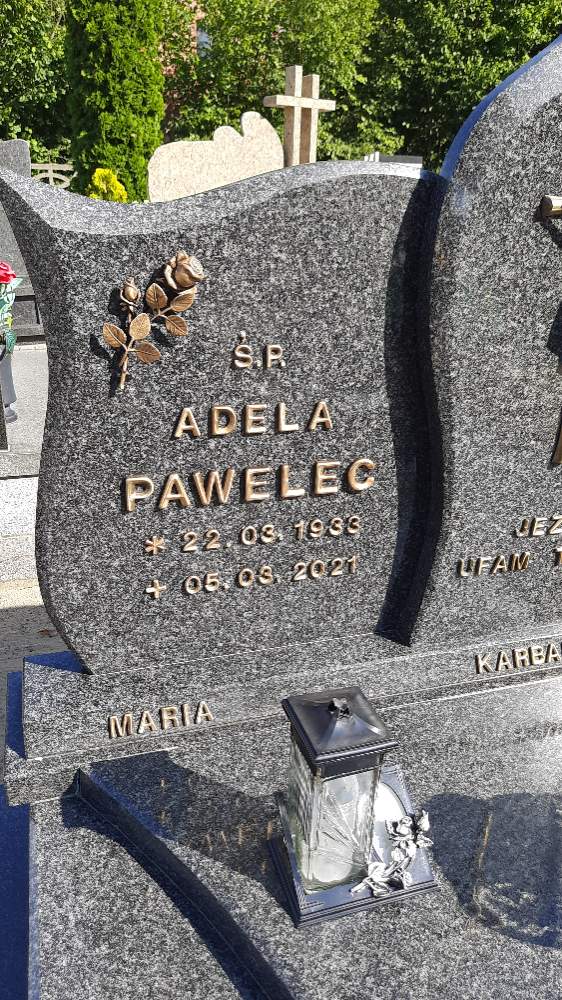 Ś.P.
ADELA
PAWELEC
* 22.03.1933
+ 05.03.2021
UFAM
MARIA